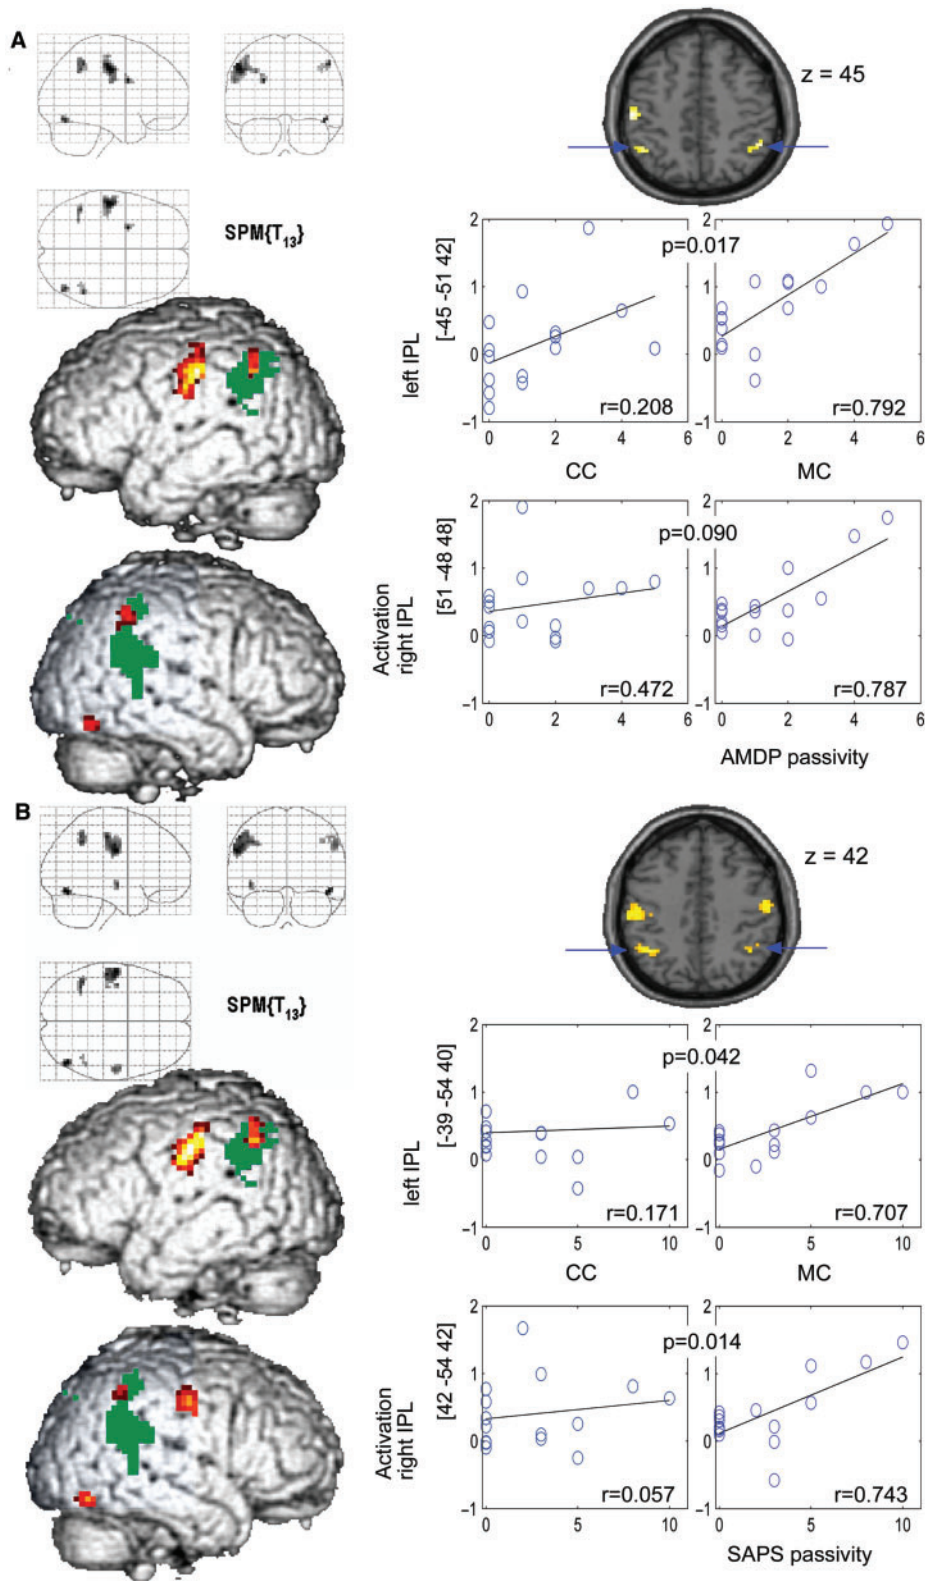 A
z = 45
SPM{T₁₃}
left IPL
[-45 -51 42]
2
1
0
−1
0
2
4
6
r=0.208
CC
p=0.017
2
1
0
−1
0
2
4
6
r=0.792
MC
Activation
right IPL
[51 -48 48]
2
1
0
−1
0
2
4
6
r=0.472
p=0.090
2
1
0
−1
0
2
4
6
r=0.787
AMDP passivity
B
z = 42
SPM{T₁₃}
left IPL
[-39 -54 40]
2
1
0
−1
0
5
10
r=0.171
CC
p=0.042
2
1
0
−1
0
5
10
r=0.707
MC
Activation
right IPL
[42 -54 42]
2
1
0
−1
0
5
10
r=0.057
p=0.014
2
1
0
−1
0
5
10
r=0.743
SAPS passivity